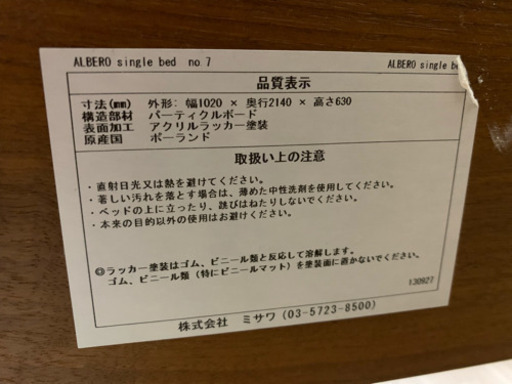 ALBERO single bed no.7
ALBERO single be
品質表示
寸法(mm) 外形: 幅1020 × 奥行2140 × 高さ630
構造部材 パーティクルボード
表面加工 アクリルラッカー塗装
原産国 ポーランド
取扱い上の注意
・直射日光又は熱を避けてください。
・著しい汚れを落とす場合は、薄めた中性洗剤を使用してください。
・ベッドの上に立ったり、跳びはねたりしないでください。
・本来の目的以外の使用はお避けください。
◎ラッカー塗装はゴム、ビニール類と反応して溶解します。
ゴム、ビニール類(特にビニールマット)を塗装面に直かないでください。
130927
株式会社 ミサワ(03-5723-8500)